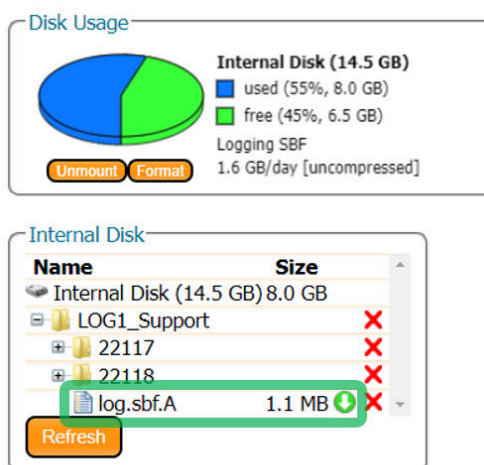 Disk Usage
Internal Disk (14.5 GB)
used (55%, 8.0 GB)
free (45%, 6.5 GB)
Logging SBF
1.6 GB/day [uncompressed]
Unmount Format
Internal Disk
Name Size
Internal Disk (14.5 GB) 8.0 GB
LOG1_Support
22117
22118
log.sbf.A 1.1 MB
Refresh